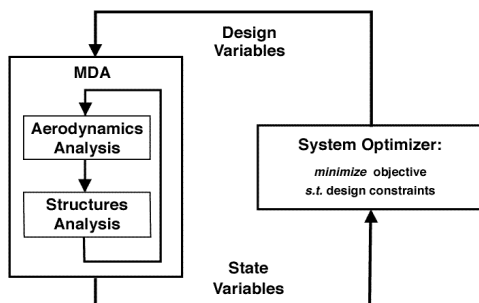 Design
Variables
MDA
Aerodynamics
Analysis
Structures
Analysis
System Optimizer:
minimize objective
s.t. design constraints
State
Variables